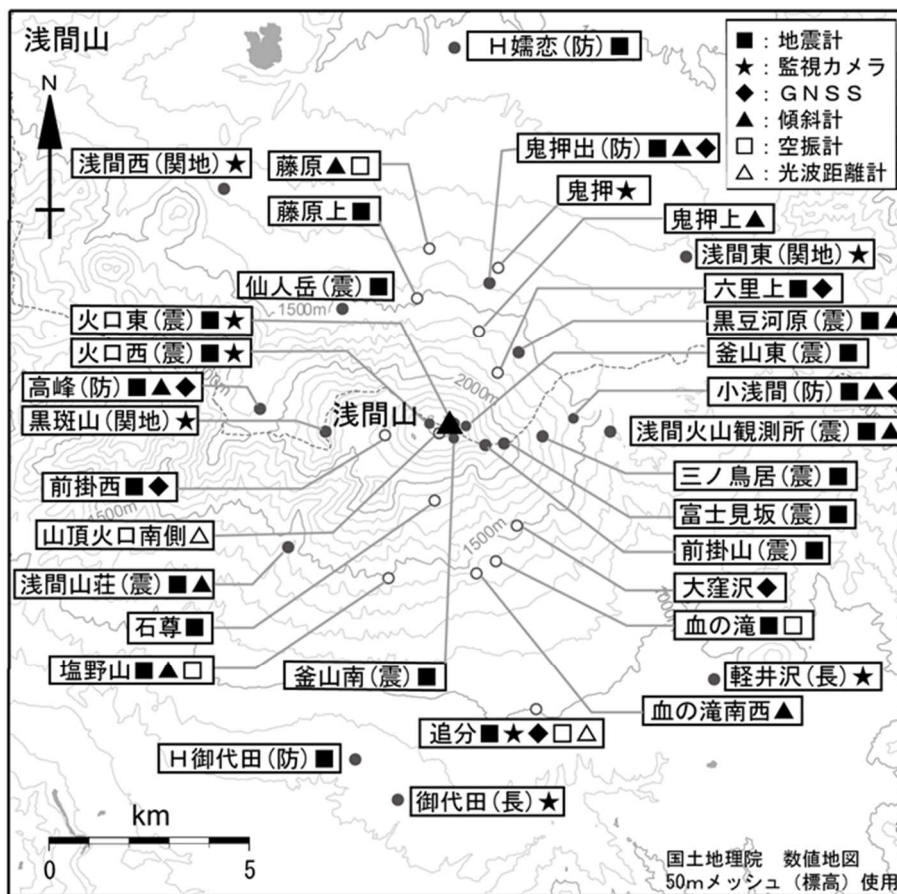 浅間山
N
H嬬恋(防)■
■:地震計
★:監視カメラ
◆:GNSS
▲:傾斜計
□:空振計
△:光波距離計
浅間西(関地)★
藤原▲□
鬼押出(防)■▲◆
藤原上■
鬼押★
鬼押上▲
浅間東(関地)★
仙人岳(震)■
1500m
六里上■◆
火口東(震)■★
黒豆河原(震)■▲
火口西(震)■★
釜山東(震)■
高峰(防)■▲◆
2000m
小浅間(防)■▲◆
黒斑山(関地)★
浅間山
浅間火山観測所(震)■▲
前掛西■◆
三ノ鳥居(震)■
1500m
富士見坂(震)■
山頂火口南側△
1500m
前掛山(震)■
浅間山荘(震)■▲
大窪沢◆
石尊■
血の滝■□
塩野山■▲□
釜山南(震)■
軽井沢(長)★
血の滝南西▲
追分■★◆□△
H御代田(防)■
御代田(長)★
km
0 5
国土地理院 数値地図
50mメッシュ(標高)使用